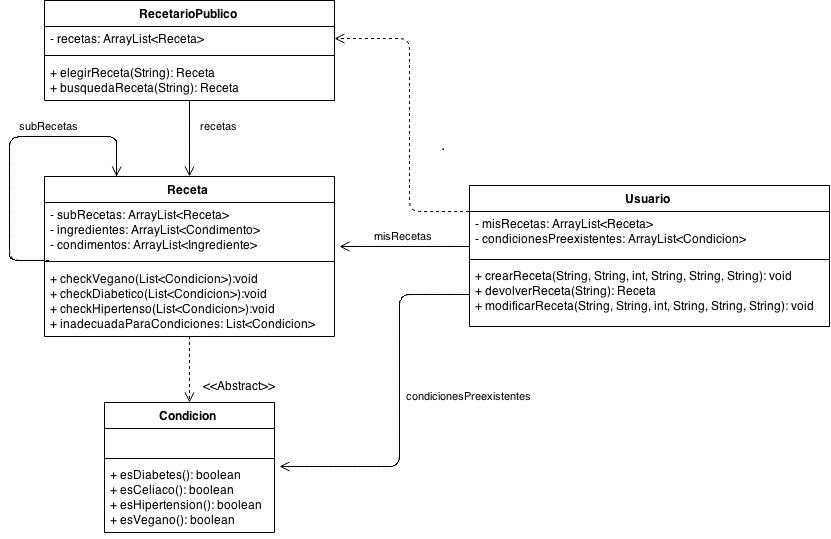 RecetarioPublico
- recetas: ArrayList<Receta>
+ elegirReceta(String): Receta
+ busquedaReceta(String): Receta
subRecetas
recetas
Receta
- subRecetas: ArrayList<Receta>
- ingredientes: ArrayList<Condimento>
- condimentos: ArrayList<Ingrediente>
+ checkVegano(List<Condicion>):void
+ checkDiabetico(List<Condicion>):void
+ checkHipertenso(List<Condicion>):void
+ inadecuadaParaCondiciones: List<Condicion>
misRecetas
Usuario
- misRecetas: ArrayList<Receta>
- condicionesPreexistentes: ArrayList<Condicion>
+ crearReceta(String, String, int, String, String, String): void
+ devolverReceta(String): Receta
+ modificarReceta(String, String, int, String, String, String): void
<<Abstract>>
condicionesPreexistentes
Condicion
+ esDiabetes(): boolean
+ esCeliaco(): boolean
+ esHipertension(): boolean
+ esVegano(): boolean